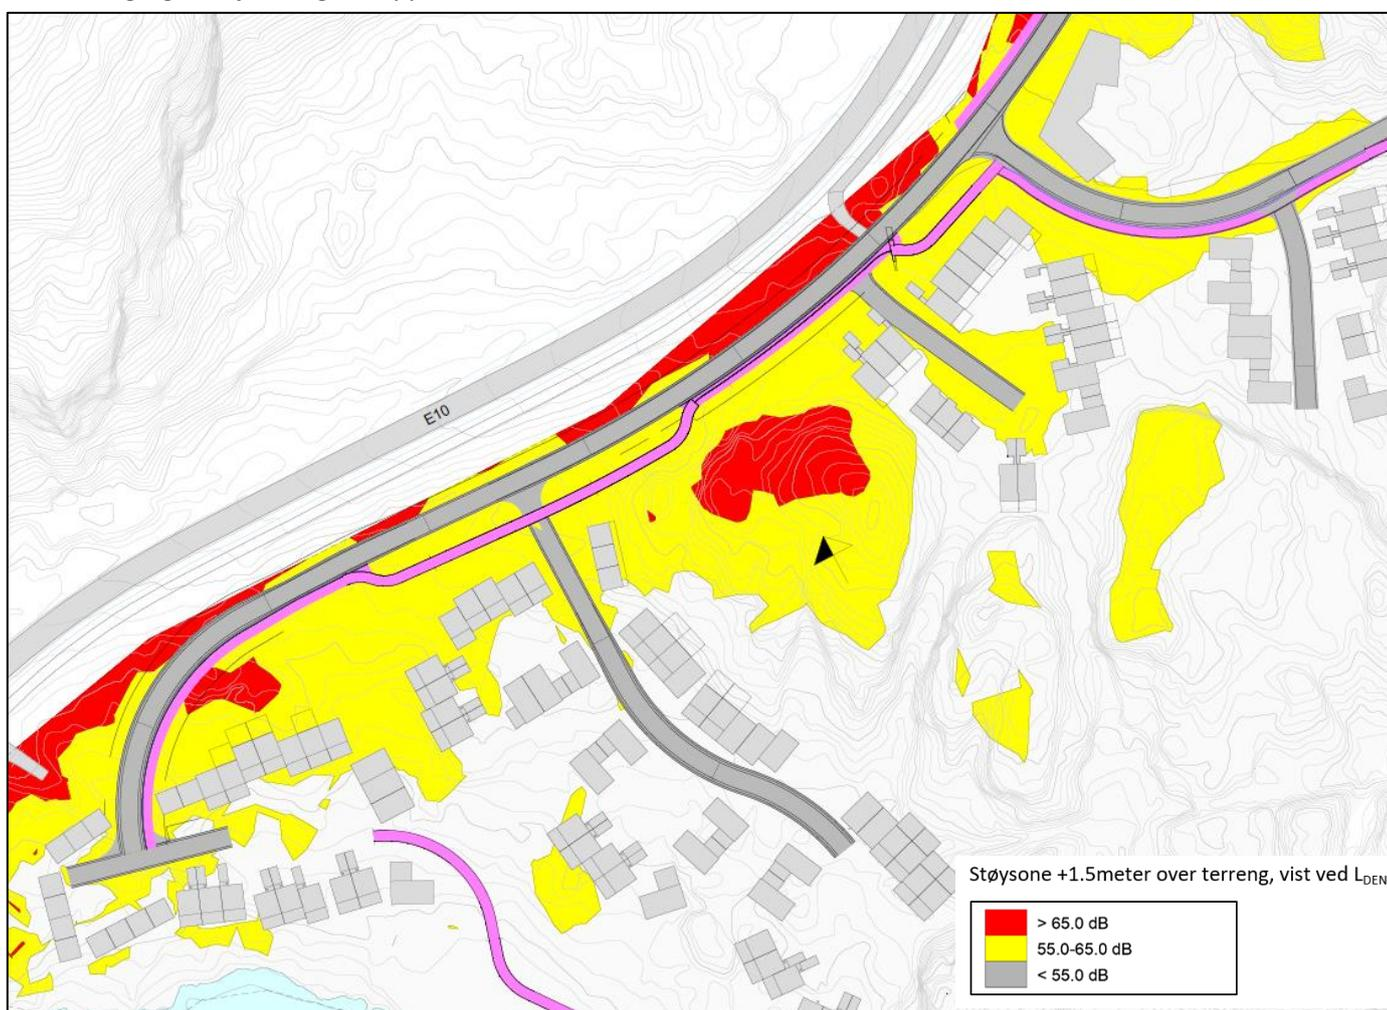 E10
Støysone +1.5meter over terreng, vist ved LDEN
> 65.0 dB
55.0-65.0 dB
< 55.0 dB